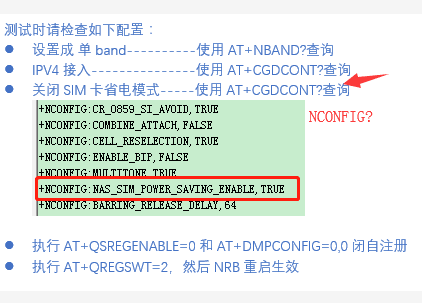 测试时请检查如下配置：
● 设置成 单 band----------使用 AT+NBAND?查询
● IPV4 接入---------------使用 AT+CGDCONT?查询
● 关闭 SIM 卡省电模式-----使用 AT+CGDCONT?查询
+NCONFIG:CR_0859_SI_AVOID,TRUE
NCONFIG?
+NCONFIG:COMBINE_ATTACH,FALSE
+NCONFIG:CELL_RESELECTION,TRUE
+NCONFIG:ENABLE_BIP,FALSE
+NCONFIG:MULTITONE,TRUE
+NCONFIG:NAS_SIM_POWER_SAVING_ENABLE,TRUE
+NCONFIG:BARRING_RELEASE_DELAY,64
● 执行 AT+QSREGENABLE=0 和 AT+DMPCONFIG=0,0 闭自注册
● 执行 AT+QREGSWT=2，然后 NRB 重启生效